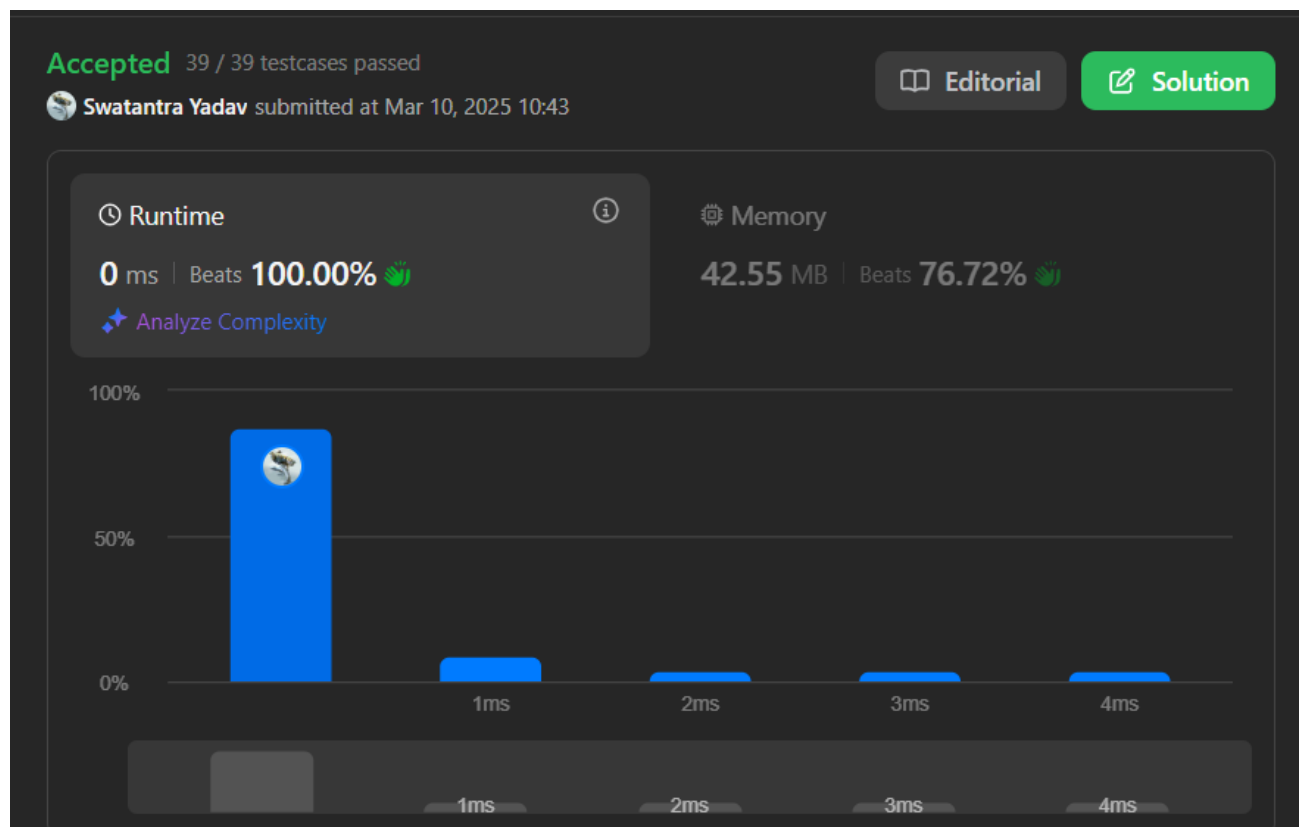 Accepted 39 / 39 testcases passed
Editorial
Solution
Swatantra Yadav submitted at Mar 10, 2025 10:43
Runtime
0 ms | Beats 100.00%
Analyze Complexity
Memory
42.55 MB | Beats 76.72%
100%
50%
0%
1ms 2ms 3ms 4ms
1ms 2ms 3ms 4ms